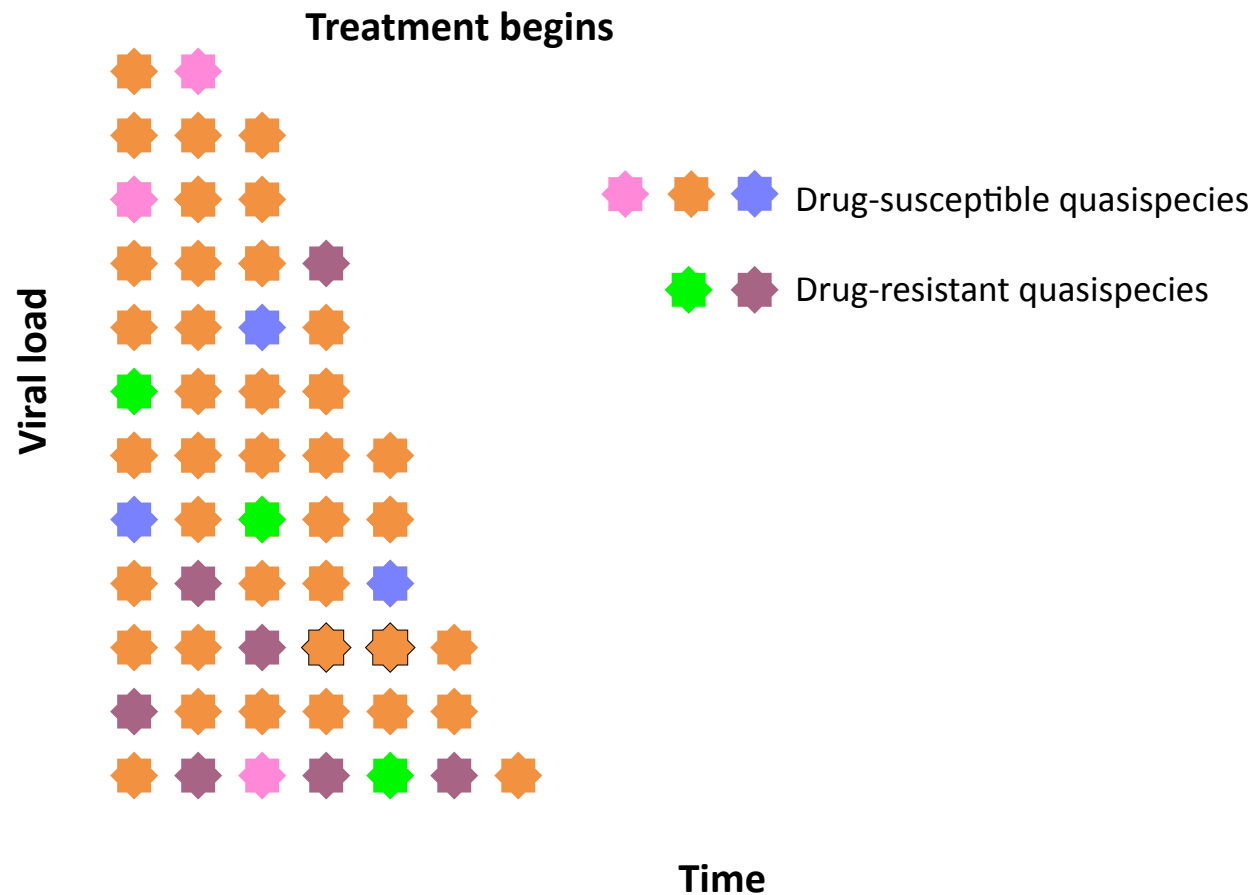 Treatment begins
Drug-susceptible quasispecies
Drug-resistant quasispecies
Viral load
Time